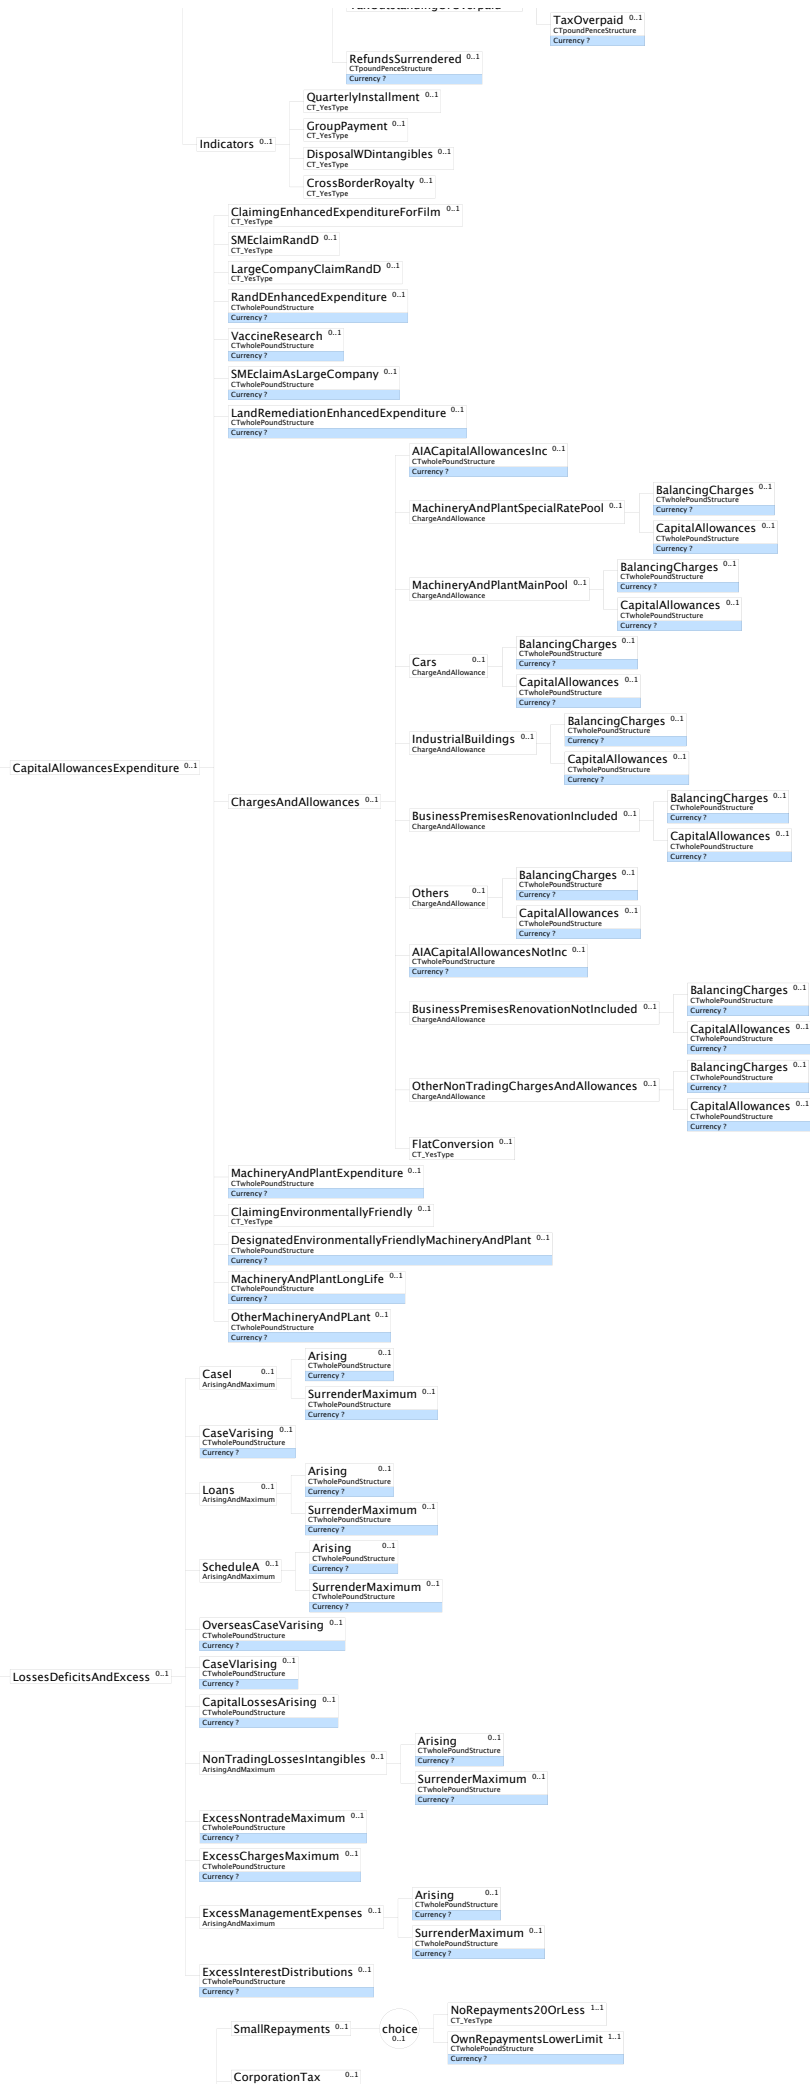 TaxOverpaid 0..1
CTpoundPenceStructure
Currency ?
RefundsSurrendered 0..1
CTpoundPenceStructure
Currency ?
Indicators 0..1
QuarterlyInstallment 0..1
CT_YesType
GroupPayment 0..1
CT_YesType
DisposalWDintangibles 0..1
CT_YesType
CrossBorderRoyalty 0..1
CT_YesType
CapitalAllowancesExpenditure 0..1
ClaimingEnhancedExpenditureForFilm 0..1
CT_YesType
SMEclaimRandD 0..1
CT_YesType
LargeCompanyClaimRandD 0..1
CT_YesType
RandDEnhancedExpenditure 0..1
CTwholePoundStructure
Currency ?
VaccineResearch 0..1
CTwholePoundStructure
Currency ?
SMEclaimAsLargeCompany 0..1
CTwholePoundStructure
Currency ?
LandRemediationEnhancedExpenditure 0..1
CTwholePoundStructure
Currency ?
ChargesAndAllowances 0..1
AIACapitalAllowancesInc 0..1
CTwholePoundStructure
Currency ?
MachineryAndPlantSpecialRatePool 0..1
ChargeAndAllowance
BalancingCharges 0..1
CTwholePoundStructure
Currency ?
CapitalAllowances 0..1
CTwholePoundStructure
Currency ?
MachineryAndPlantMainPool 0..1
ChargeAndAllowance
BalancingCharges 0..1
CTwholePoundStructure
Currency ?
CapitalAllowances 0..1
CTwholePoundStructure
Currency ?
Cars 0..1
ChargeAndAllowance
BalancingCharges 0..1
CTwholePoundStructure
Currency ?
CapitalAllowances 0..1
CTwholePoundStructure
Currency ?
IndustrialBuildings 0..1
ChargeAndAllowance
BalancingCharges 0..1
CTwholePoundStructure
Currency ?
CapitalAllowances 0..1
CTwholePoundStructure
Currency ?
BusinessPremisesRenovationIncluded 0..1
ChargeAndAllowance
BalancingCharges 0..1
CTwholePoundStructure
Currency ?
CapitalAllowances 0..1
CTwholePoundStructure
Currency ?
Others 0..1
ChargeAndAllowance
BalancingCharges 0..1
CTwholePoundStructure
Currency ?
CapitalAllowances 0..1
CTwholePoundStructure
Currency ?
AIACapitalAllowancesNotInc 0..1
CTwholePoundStructure
Currency ?
BusinessPremisesRenovationNotIncluded 0..1
ChargeAndAllowance
BalancingCharges 0..1
CTwholePoundStructure
Currency ?
CapitalAllowances 0..1
CTwholePoundStructure
Currency ?
OtherNonTradingChargesAndAllowances 0..1
ChargeAndAllowance
BalancingCharges 0..1
CTwholePoundStructure
Currency ?
CapitalAllowances 0..1
CTwholePoundStructure
Currency ?
FlatConversion 0..1
CT_YesType
MachineryAndPlantExpenditure 0..1
CTwholePoundStructure
Currency ?
ClaimingEnvironmentallyFriendly 0..1
CT_YesType
DesignatedEnvironmentallyFriendlyMachineryAndPlant 0..1
CTwholePoundStructure
Currency ?
MachineryAndPlantLongLife 0..1
CTwholePoundStructure
Currency ?
OtherMachineryAndPLant 0..1
CTwholePoundStructure
Currency ?
LossesDeficitsAndExcess 0..1
CaseI 0..1
ArisingAndMaximum
Arising 0..1
CTwholePoundStructure
Currency ?
SurrenderMaximum 0..1
CTwholePoundStructure
Currency ?
CaseVarising 0..1
CTwholePoundStructure
Currency ?
Loans 0..1
ArisingAndMaximum
Arising 0..1
CTwholePoundStructure
Currency ?
SurrenderMaximum 0..1
CTwholePoundStructure
Currency ?
ScheduleA 0..1
ArisingAndMaximum
Arising 0..1
CTwholePoundStructure
Currency ?
SurrenderMaximum 0..1
CTwholePoundStructure
Currency ?
OverseasCaseVarising 0..1
CTwholePoundStructure
Currency ?
CaseVIarising 0..1
CTwholePoundStructure
Currency ?
CapitalLossesArising 0..1
CTwholePoundStructure
Currency ?
NonTradingLossesIntangibles 0..1
ArisingAndMaximum
Arising 0..1
CTwholePoundStructure
Currency ?
SurrenderMaximum 0..1
CTwholePoundStructure
Currency ?
ExcessNontradeMaximum 0..1
CTwholePoundStructure
Currency ?
ExcessChargesMaximum 0..1
CTwholePoundStructure
Currency ?
ExcessManagementExpenses 0..1
ArisingAndMaximum
Arising 0..1
CTwholePoundStructure
Currency ?
SurrenderMaximum 0..1
CTwholePoundStructure
Currency ?
ExcessInterestDistributions 0..1
CTwholePoundStructure
Currency ?
SmallRepayments 0..1
choice
0..1
NoRepayments20OrLess 1..1
CT_YesType
OwnRepaymentsLowerLimit 1..1
CTwholePoundStructure
Currency ?
CorporationTax 0..1